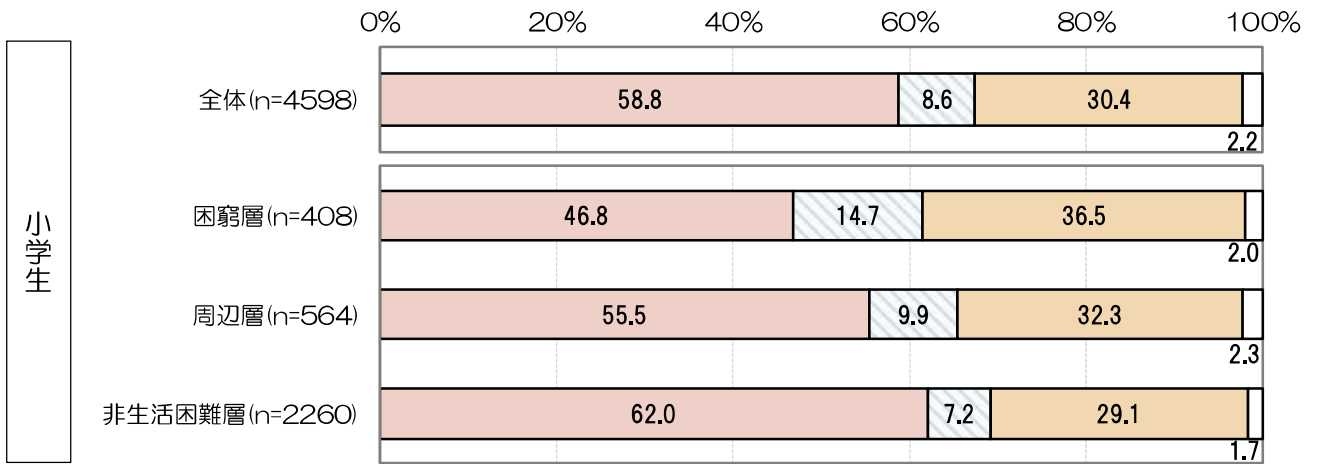 0% 20% 40% 60% 80% 100%
小学生
全体(n=4598) 58.8 8.6 30.4
2.2
困窮層(n=408) 46.8 14.7 36.5
2.0
周辺層(n=564) 55.5 9.9 32.3
2.3
非生活困難層(n=2260) 62.0 7.2 29.1
1.7